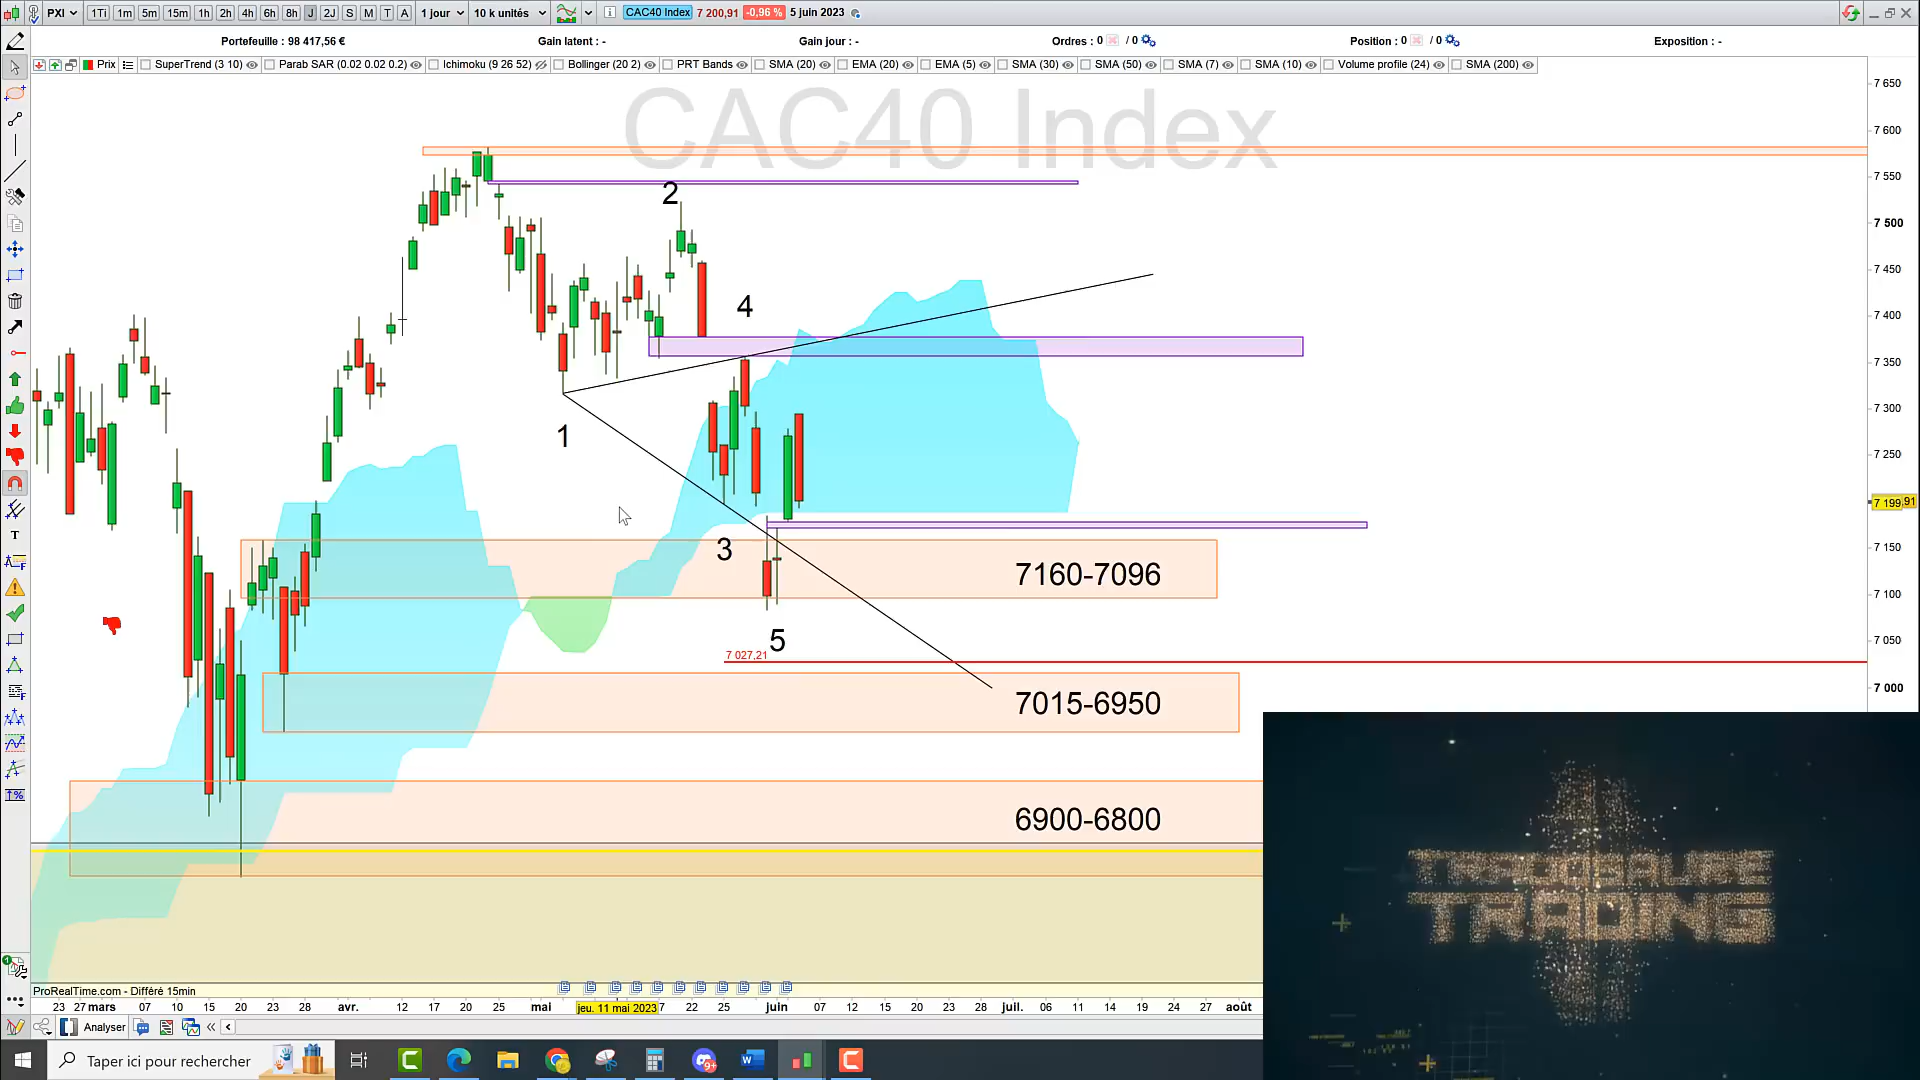 PXI 1Ti 1m 5m 15m 1h 2h 4h 6h 8h J 2J S M T A 1 jour 10 k unités CAC40 Index 7 200,91 -0,96 % 5 juin 2023
Portefeuille : 98 417,56 € Gain latent : - Gain jour : - Ordres : 0 / 0 Position : 0 / 0 Exposition : -
Prix SuperTrend (3 10) Parab SAR (0.02 0.02 0.2) Ichimoku (9 26 52) Bollinger (20 2) PRT Bands SMA (20) EMA (20) EMA (5) SMA (30) SMA (50) SMA (7) SMA (10) Volume profile (24) SMA (200)
CAC40 Index
7 650
7 600
7 550
2
7 500
7 450
4
7 400
7 350
7 300
1
7 250
7 199,91
3
7 150
7160-7096
7 100
5
7 050
7 027,21
7015-6950
7 000
6900-6800
TRADOSAURE
TRADING
ProRealTime.com - Différé 15min
23 27 mars 07 10 15 20 23 28 avr. 12 17 20 25 mai jeu. 11 mai 2023 7 22 25 juin 07 12 15 20 23 28 juil. 06 11 14 19 24 27 août
Analyser
Taper ici pour rechercher